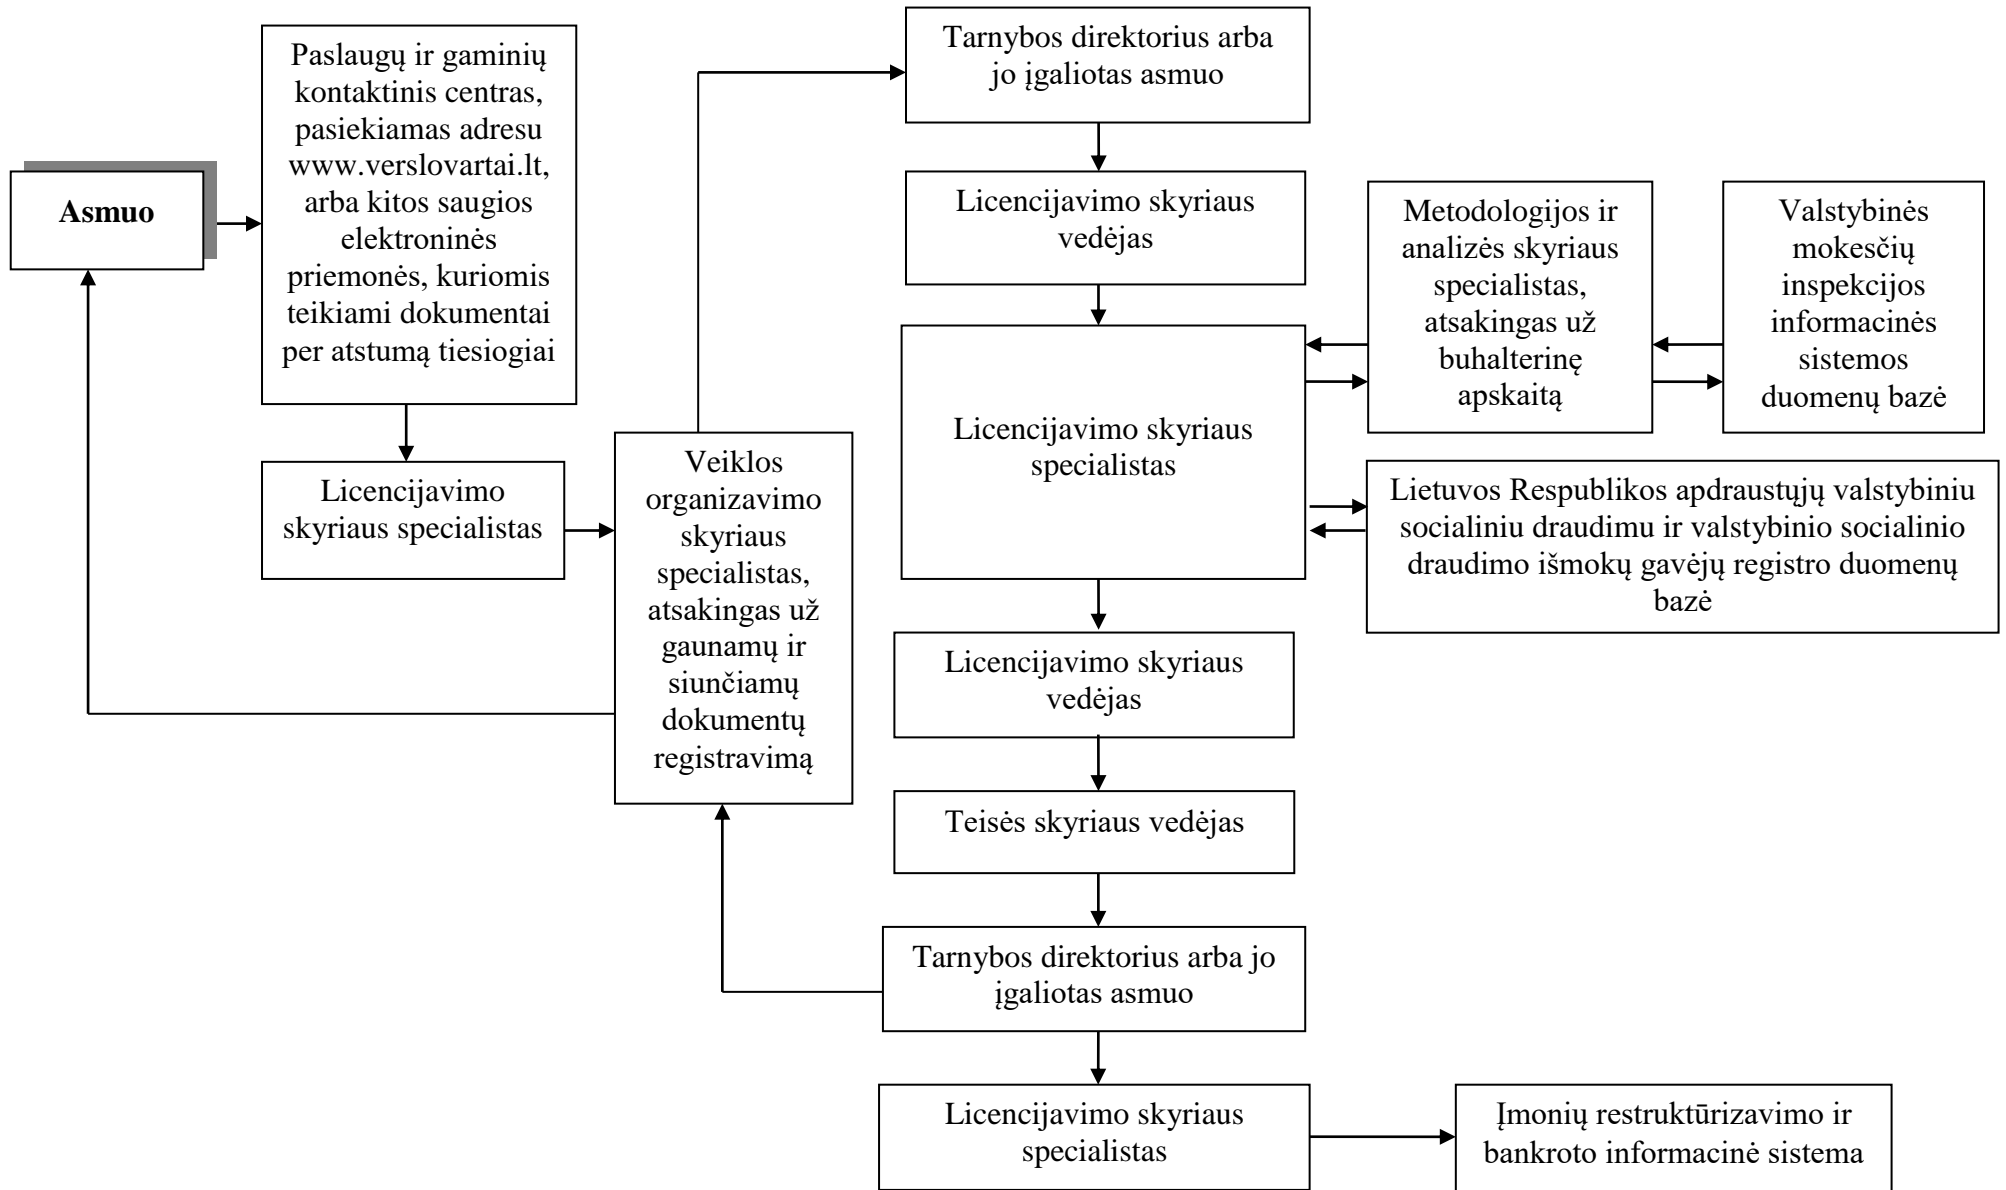 Asmuo
Paslaugų ir gaminių
kontaktinis centras,
pasiekiamas adresu
www.verslovartai.lt,
arba kitos saugios
elektroninės
priemonės, kuriomis
teikiami dokumentai
per atstumą tiesiogiai
Licencijavimo
skyriaus specialistas
Veiklos
organizavimo
skyriaus
specialistas,
atsakingas už
gaunamų ir
siunčiamų
dokumentų
registravimą
Tarnybos direktorius arba
jo įgaliotas asmuo
Licencijavimo skyriaus
vedėjas
Licencijavimo skyriaus
specialistas
Metodologijos ir
analizės skyriaus
specialistas,
atsakingas už
buhalterinę
apskaitą
Valstybinės
mokesčių
inspekcijos
informacinės
sistemos
duomenų bazė
Lietuvos Respublikos apdraustųjų valstybiniu
socialiniu draudimu ir valstybinio socialinio
draudimo išmokų gavėjų registro duomenų
bazė
Licencijavimo skyriaus
vedėjas
Teisės skyriaus vedėjas
Tarnybos direktorius arba jo
įgaliotas asmuo
Licencijavimo skyriaus
specialistas
Įmonių restruktūrizavimo ir
bankroto informacinė sistema